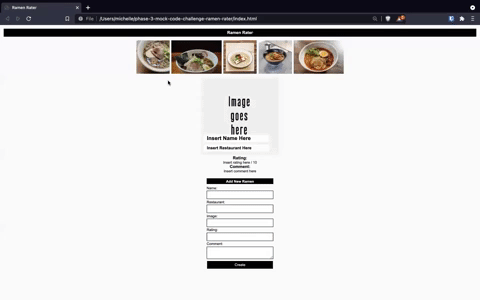 Ramen Rater
File
/Users/michelle/phase-3-mock-code-challenge-ramen-rater/index.html
Ramen Rater
Image
goes
here
Insert Name Here
Insert Restaurant Here
Rating:
Insert rating here / 10
Comment:
Insert comment here
Add New Ramen
Name:
Restaurant:
Image:
Rating:
Comment:
Create